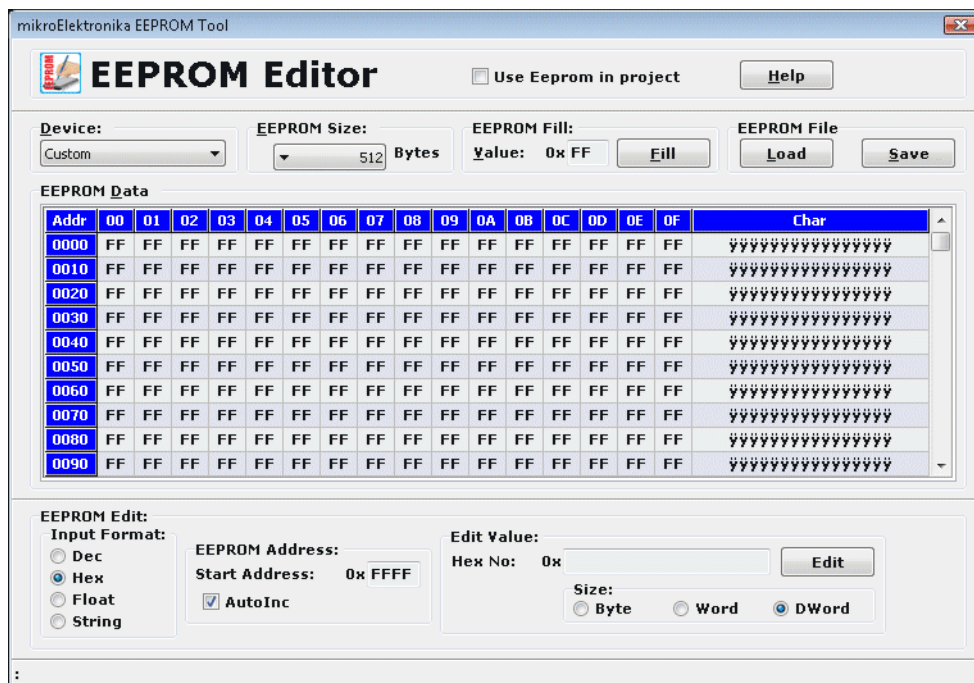 mikroElektronika EEPROM Tool
EEPROM
EEPROM Editor
Use Eeprom in project
Help
Device:
EEPROM Size:
EEPROM Fill:
EEPROM File
Custom
512 Bytes
Value: 0x FF
Fill
Load
Save
EEPROM Data
Addr 00 01 02 03 04 05 06 07 08 09 0A 0B 0C 0D 0E 0F Char
0000 FF FF FF FF FF FF FF FF FF FF FF FF FF FF FF FF ÿÿÿÿÿÿÿÿÿÿÿÿÿÿÿÿ
0010 FF FF FF FF FF FF FF FF FF FF FF FF FF FF FF FF ÿÿÿÿÿÿÿÿÿÿÿÿÿÿÿÿ
0020 FF FF FF FF FF FF FF FF FF FF FF FF FF FF FF FF ÿÿÿÿÿÿÿÿÿÿÿÿÿÿÿÿ
0030 FF FF FF FF FF FF FF FF FF FF FF FF FF FF FF FF ÿÿÿÿÿÿÿÿÿÿÿÿÿÿÿÿ
0040 FF FF FF FF FF FF FF FF FF FF FF FF FF FF FF FF ÿÿÿÿÿÿÿÿÿÿÿÿÿÿÿÿ
0050 FF FF FF FF FF FF FF FF FF FF FF FF FF FF FF FF ÿÿÿÿÿÿÿÿÿÿÿÿÿÿÿÿ
0060 FF FF FF FF FF FF FF FF FF FF FF FF FF FF FF FF ÿÿÿÿÿÿÿÿÿÿÿÿÿÿÿÿ
0070 FF FF FF FF FF FF FF FF FF FF FF FF FF FF FF FF ÿÿÿÿÿÿÿÿÿÿÿÿÿÿÿÿ
0080 FF FF FF FF FF FF FF FF FF FF FF FF FF FF FF FF ÿÿÿÿÿÿÿÿÿÿÿÿÿÿÿÿ
0090 FF FF FF FF FF FF FF FF FF FF FF FF FF FF FF FF ÿÿÿÿÿÿÿÿÿÿÿÿÿÿÿÿ
EEPROM Edit:
Input Format:
Dec
Hex
Float
String
EEPROM Address:
Start Address: 0x FFFF
AutoInc
Edit Value:
Hex No: 0x
Edit
Size:
Byte Word DWord
: